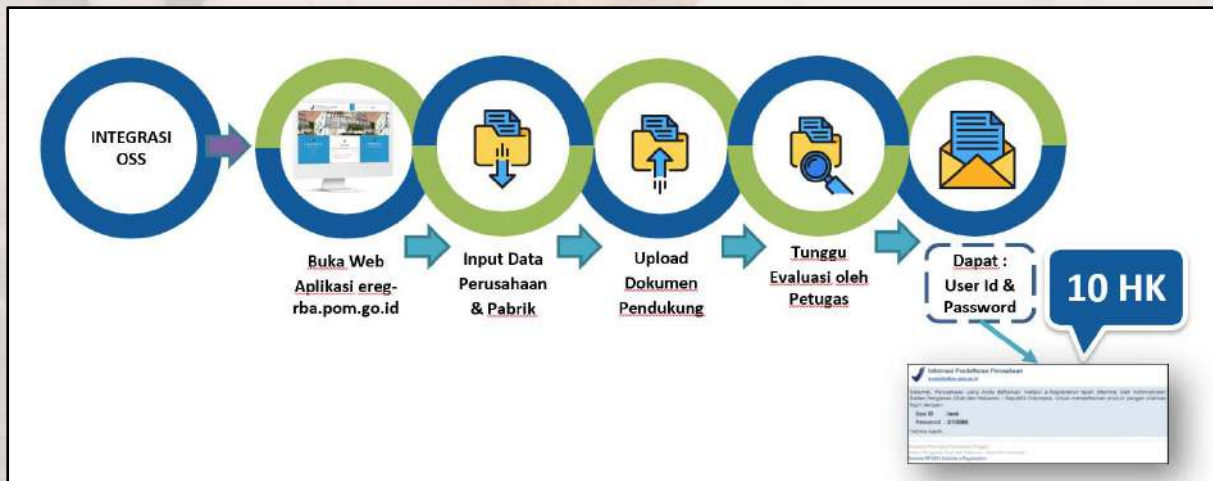 INTEGRASI
OSS
Buka Web
Aplikasi ereg-
rba.pom.go.id
Input Data
Perusahaan
& Pabrik
Upload
Dokumen
Pendukung
Tunggu
Evaluasi oleh
Petugas
Dapat :
User Id &
Password
10 HK
Informasi Pendaftaran Perusahaan
User ID
Password